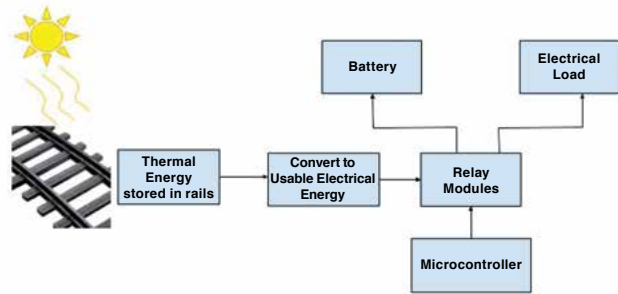 Battery
Electrical
Load
Thermal
Energy
stored in rails
Convert to
Usable Electrical
Energy
Relay
Modules
Microcontroller